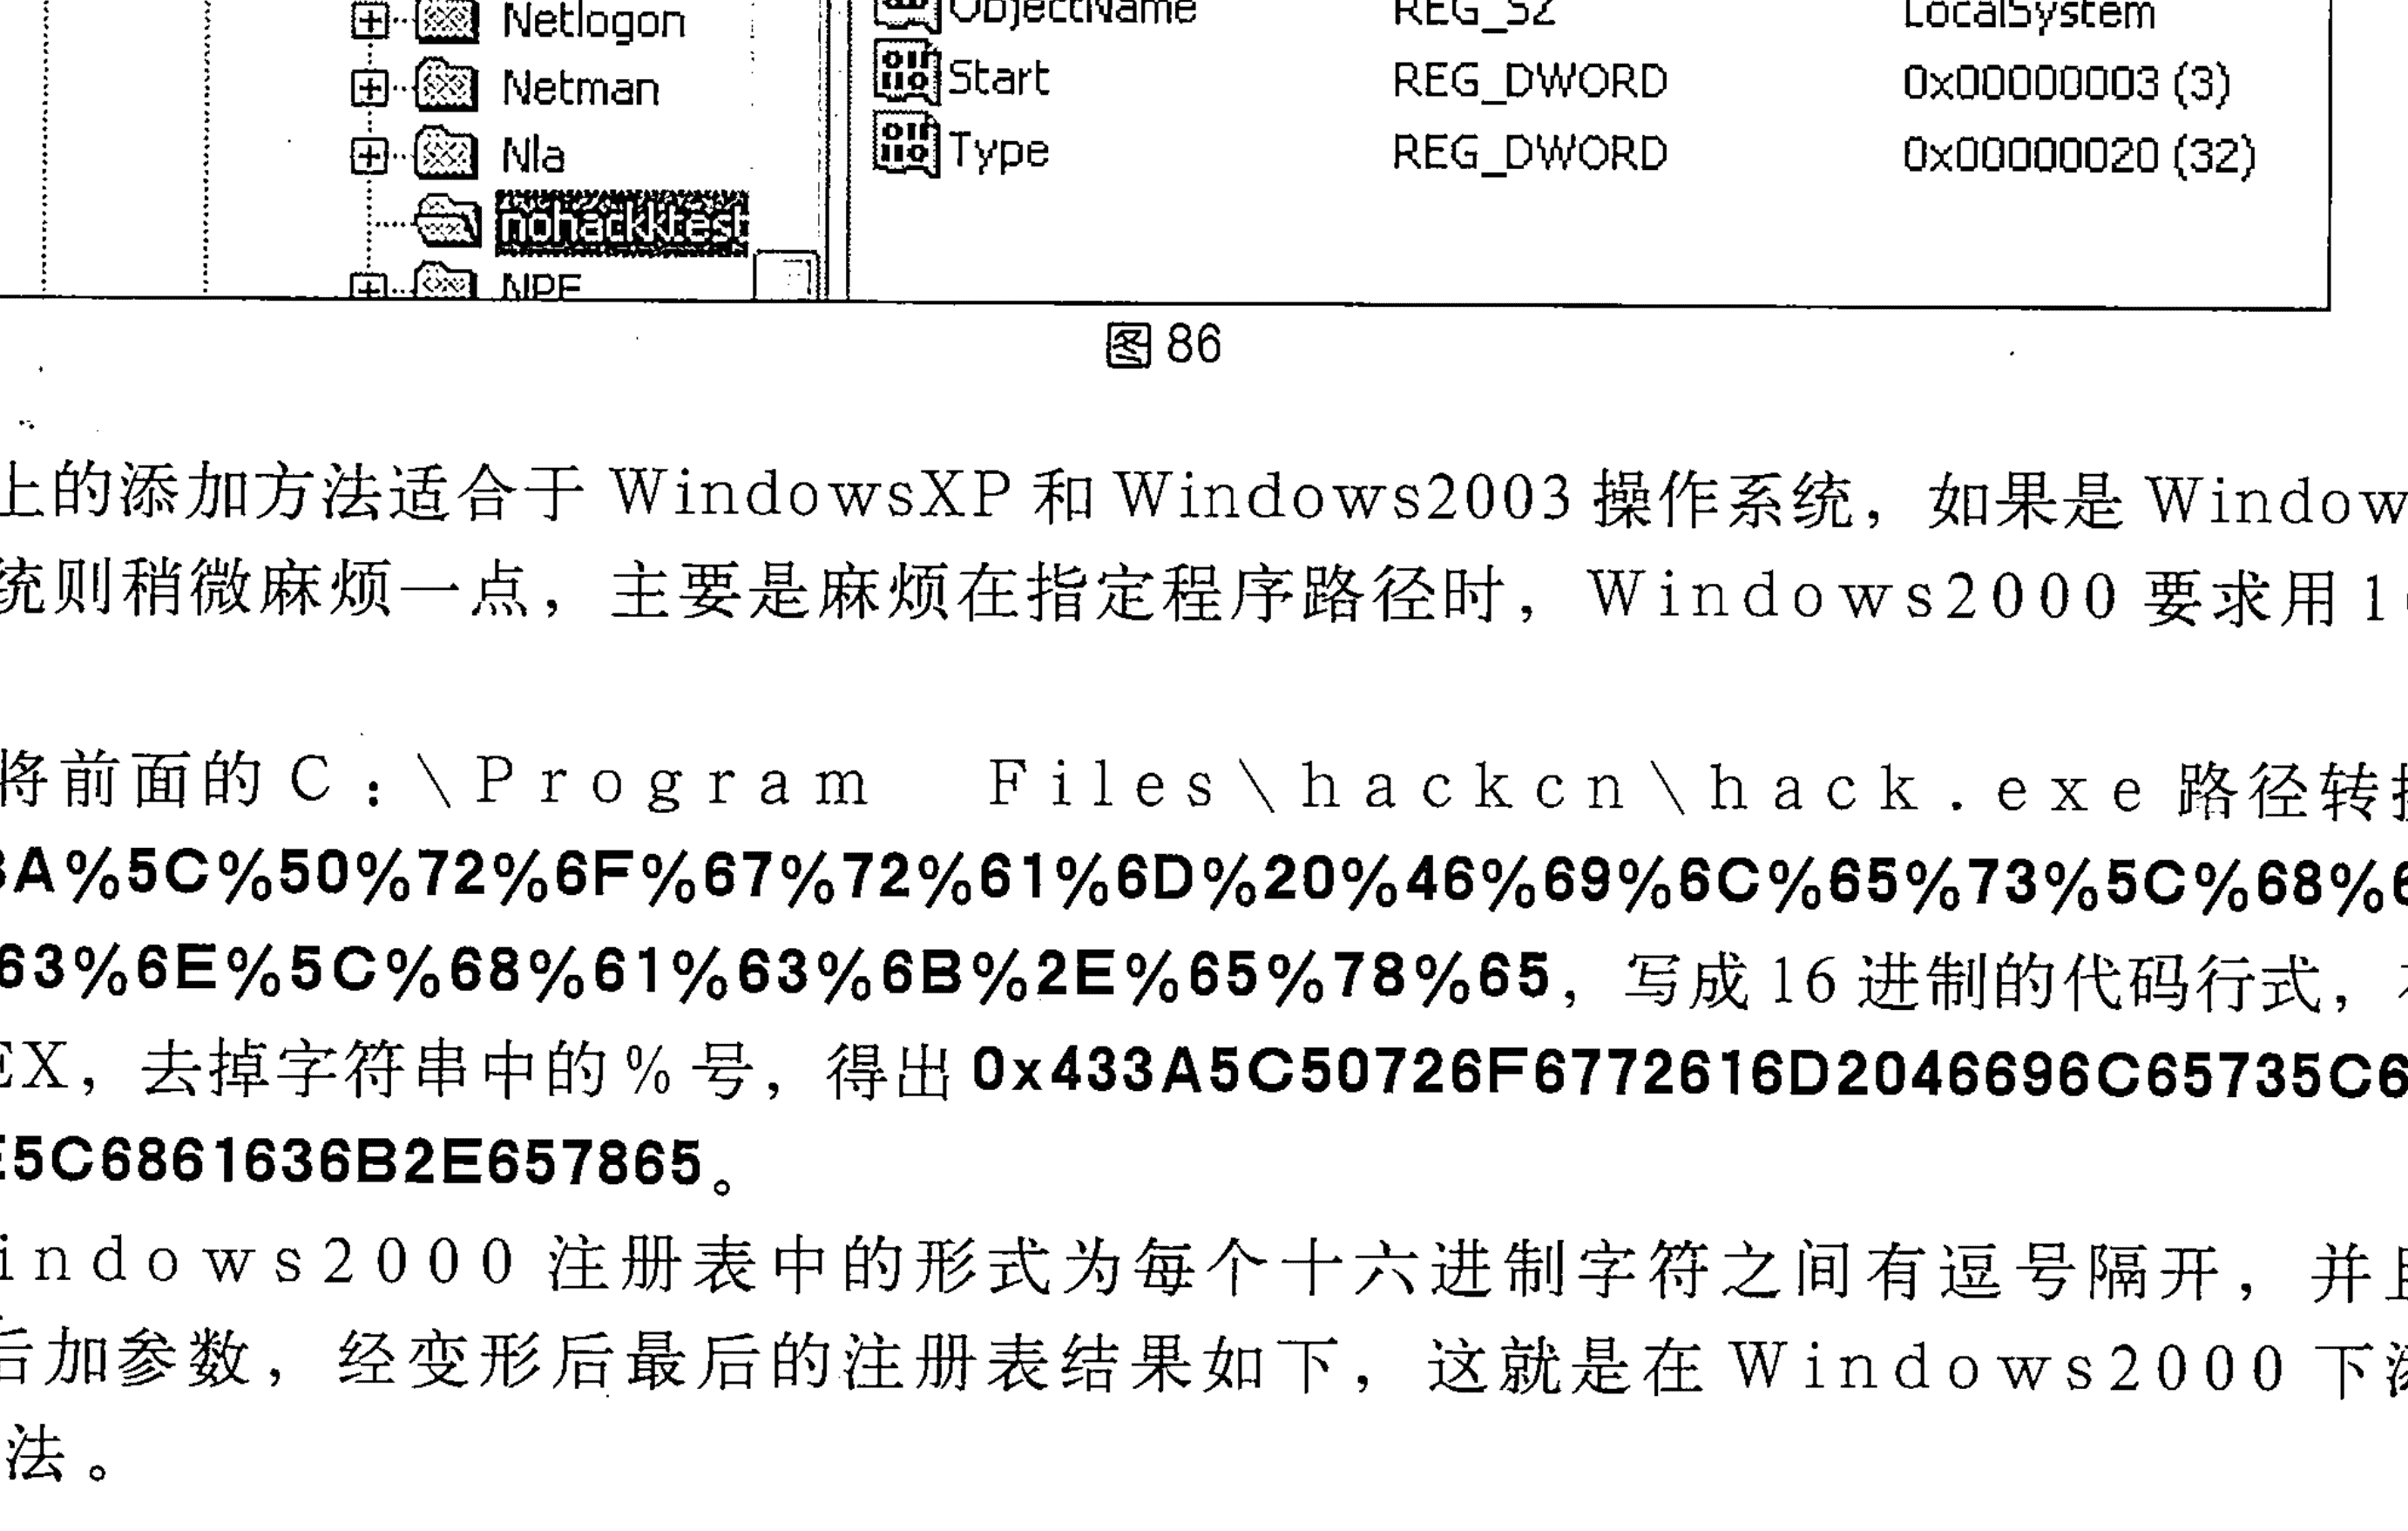 Netlogon
ObjectName REG_SZ LocalSystem
Netman
Start REG_DWORD 0x00000003 (3)
Nla
Type REG_DWORD 0x00000020 (32)
nohackktest
NPF
图 86
上的添加方法适合于 WindowsXP 和 Windows2003 操作系统，如果是 Window
统则稍微麻烦一点，主要是麻烦在指定程序路径时，Windows2000 要求用 1
将前面的 C:\Program Files\hackcn\hack.exe 路径转
3A%5C%50%72%6F%67%72%61%6D%20%46%69%6C%65%73%5C%68%6
63%6E%5C%68%61%63%6B%2E%65%78%65，写成 16 进制的代码行式，
EX，去掉字符串中的 % 号，得出 0x433A5C50726F6772616D2046696C65735C6
E5C6861636B2E657865。
indows2000 注册表中的形式为每个十六进制字符之间有逗号隔开，并且
后加参数，经变形后最后的注册表结果如下，这就是在 Windows2000 下
法。